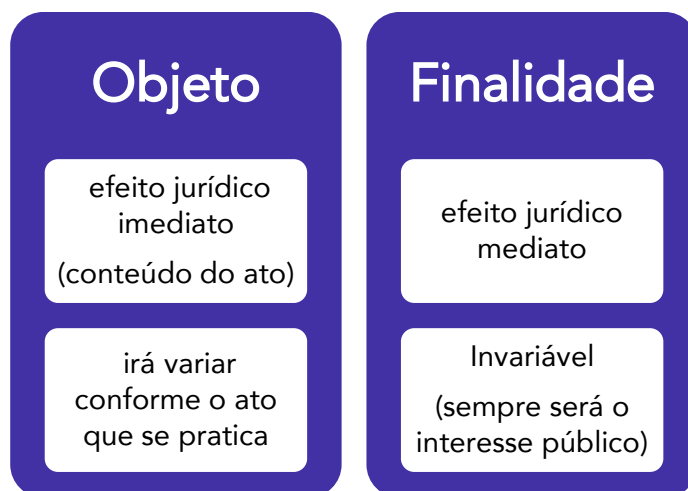 Objeto
efeito jurídico
imediato
(conteúdo do ato)
irá variar
conforme o ato
que se pratica
Finalidade
efeito jurídico
mediato
Invariável
(sempre será o
interesse público)